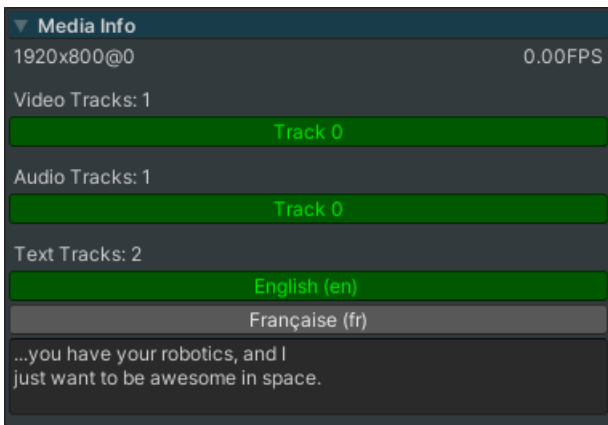 Media Info
1920x800@0 0.00FPS
Video Tracks: 1
Track 0
Audio Tracks: 1
Track 0
Text Tracks: 2
English (en)
Française (fr)
...you have your robotics, and I
just want to be awesome in space.